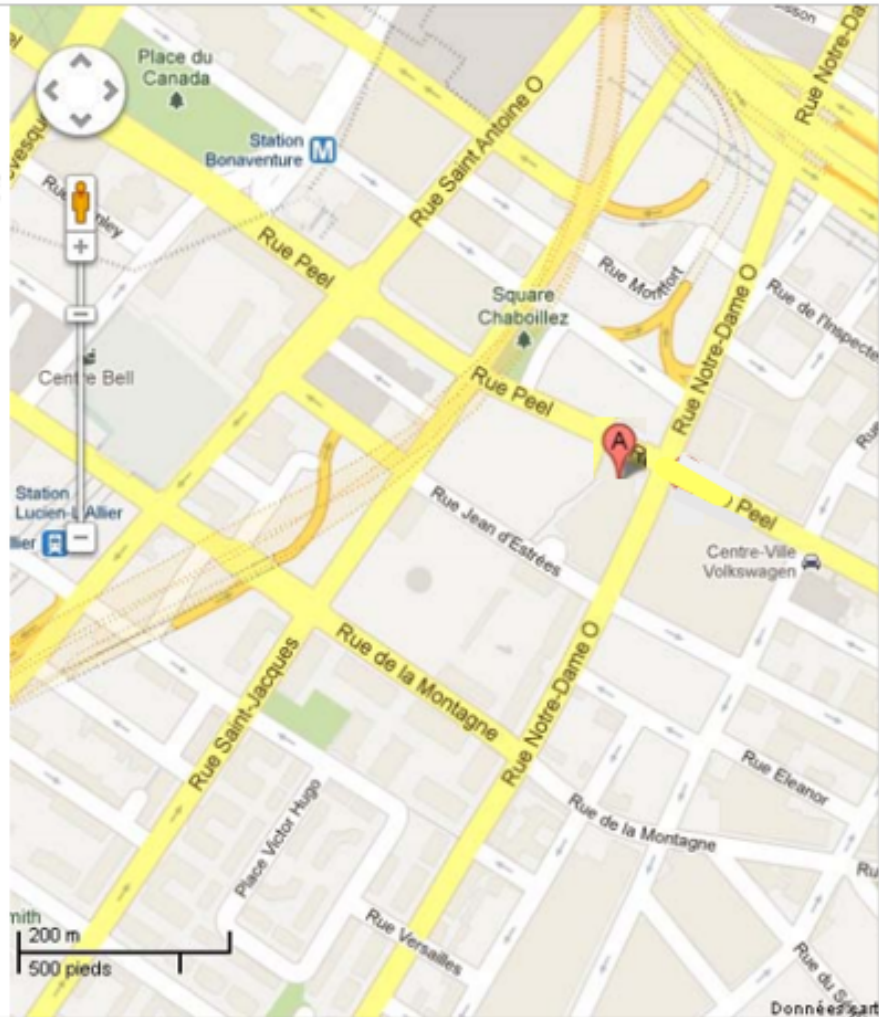 Place du
Canada
Station
Bonaventure
M
Rue Saint Antoine O
Rue Notre-Dame O
Rue Peel
Rue Montfort
Square
Chaboillez
Rue de l'Inspecte
Rue Notre-Dame O
Centre Bell
Rue Peel
A
Peel
Station
Lucien-L'Allier
Rue Jean d'Estrées
Centre-Ville
Volkswagen
Rue Saint-Jacques
Rue de la Montagne
Rue Notre-Dame O
Rue Eleanor
Place Victor Hugo
Rue de la Montagne
Rue Versailles
mith
200 m
500 pieds